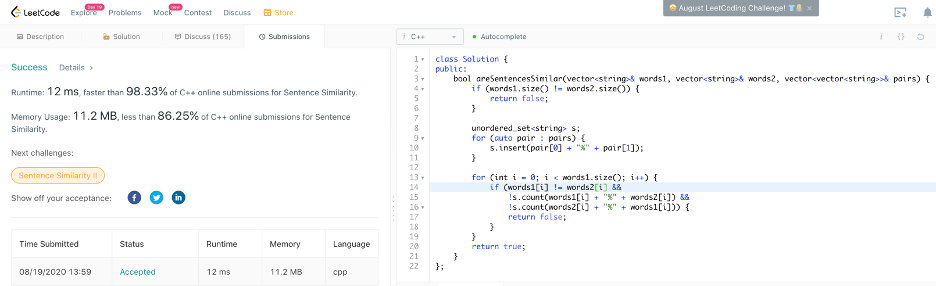 LeetCode Explore Problems Mock Contest Discuss Store
August LeetCoding Challenge!
Description Solution Discuss (165) Submissions
C++ Autocomplete
Success Details >
Runtime: 12 ms, faster than 98.33% of C++ online submissions for Sentence Similarity.
Memory Usage: 11.2 MB, less than 86.25% of C++ online submissions for Sentence
Similarity.
Next challenges:
Sentence Similarity II
Show off your acceptance:
Time Submitted Status Runtime Memory Language
08/19/2020 13:59 Accepted 12 ms 11.2 MB cpp
1 class Solution {
2 public:
3 bool areSentencesSimilar(vector<string>& words1, vector<string>& words2, vector<vector<string>>& pairs) {
4 if (words1.size() != words2.size()) {
5 return false;
6 }
7
8 unordered_set<string> s;
9 for (auto pair : pairs) {
10 s.insert(pair[0] + "%" + pair[1]);
11 }
12
13 for (int i = 0; i < words1.size(); i++) {
14 if (words1[i] != words2[i] &&
15 !s.count(words1[i] + "%" + words2[i]) &&
16 !s.count(words2[i] + "%" + words1[i])) {
17 return false;
18 }
19 }
20 return true;
21 }
22 };